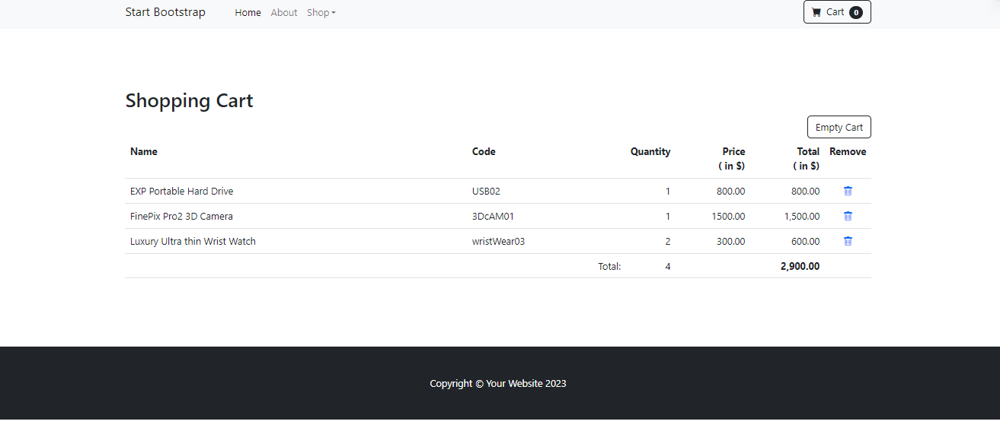 Start Bootstrap Home About Shop Cart 0
Shopping Cart
Empty Cart
Name Code Quantity Price ( in $) Total ( in $) Remove
EXP Portable Hard Drive USB02 1 800.00 800.00
FinePix Pro2 3D Camera 3DcAM01 1 1500.00 1,500.00
Luxury Ultra thin Wrist Watch wristWear03 2 300.00 600.00
Total: 4 2,900.00
Copyright © Your Website 2023